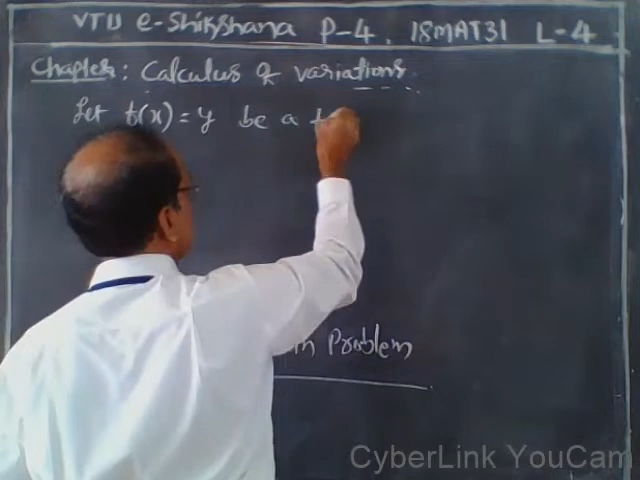 VTU e-Shikshana P-4, 18MAT31 L-4
Chapter: Calculus of variations
Let f(x) = y be a f
Problem
CyberLink YouCam